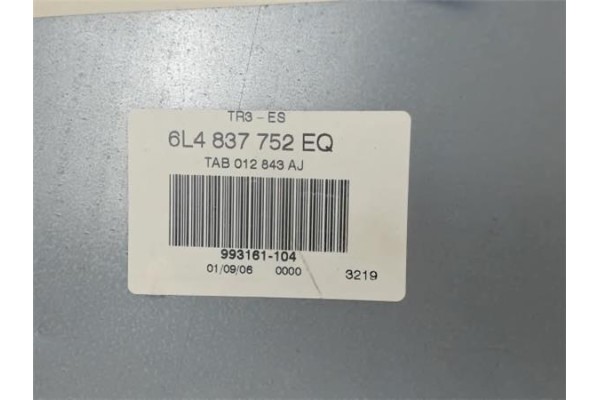 TR3 - ES
6L4 837 752 EQ
TAB 012 843 AJ
993161-104
01/09/06 0000 3219